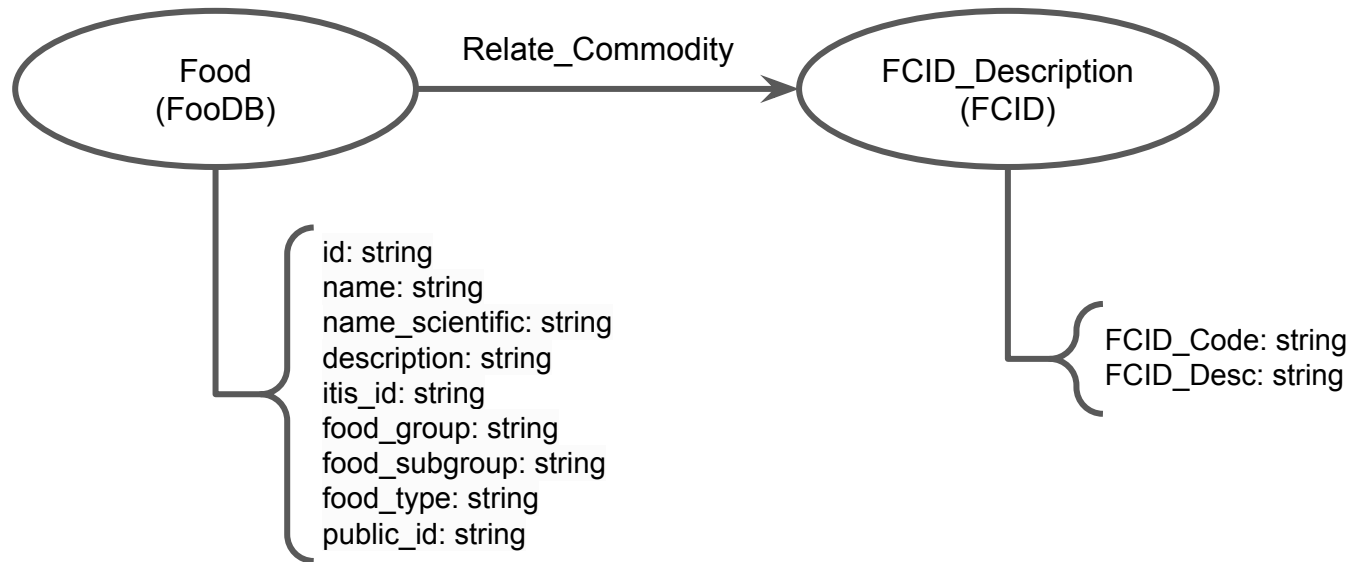 Food
(FooDB)
Relate_Commodity
FCID_Description
(FCID)
id: string
name: string
name_scientific: string
description: string
itis_id: string
food_group: string
food_subgroup: string
food_type: string
public_id: string
FCID_Code: string
FCID_Desc: string